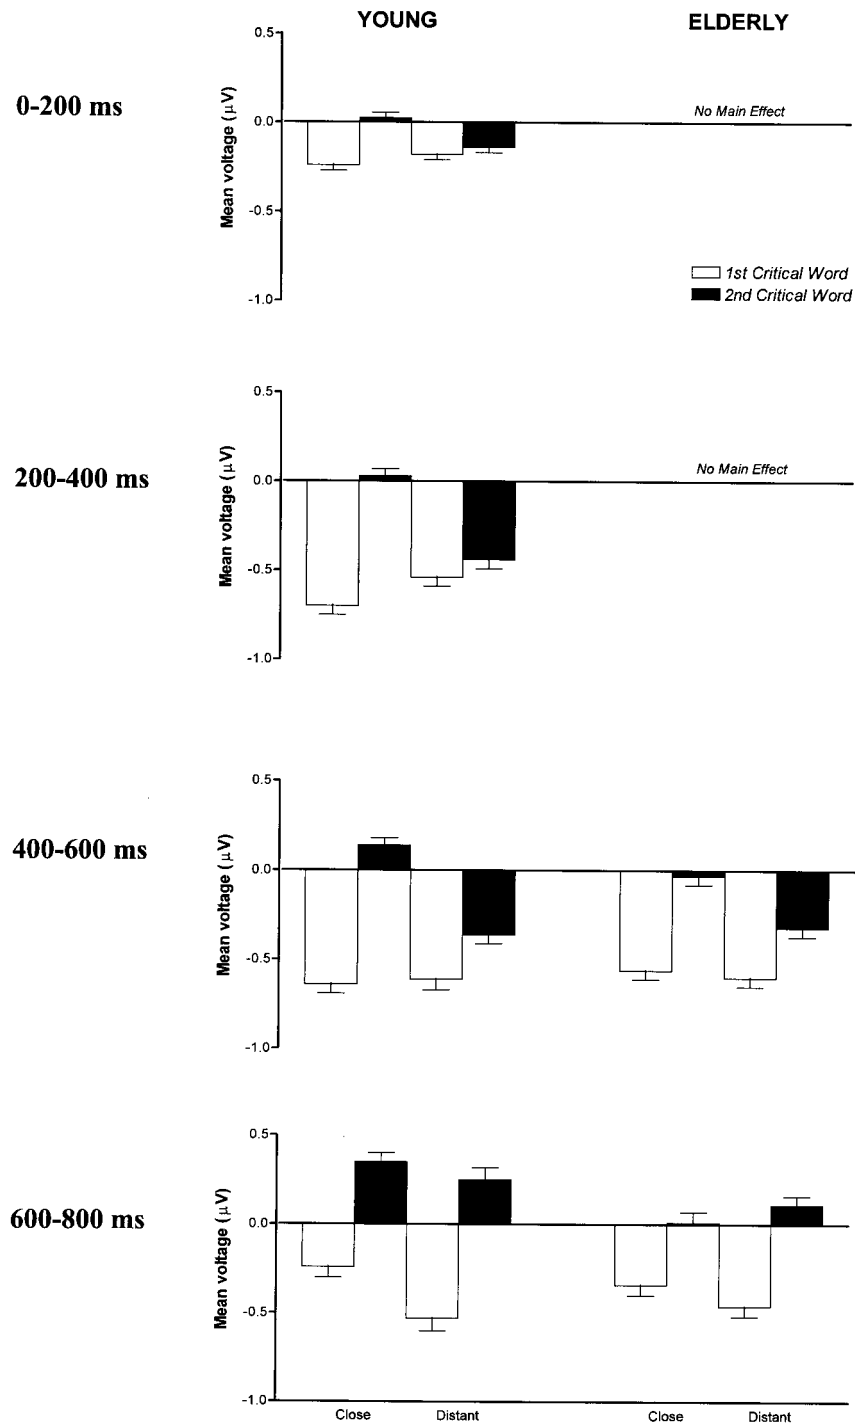 YOUNG ELDERLY
0-200 ms
Mean voltage (μV)
0.5
0.0
-0.5
-1.0
No Main Effect
1st Critical Word
2nd Critical Word
200-400 ms
Mean voltage (μV)
0.5
0.0
-0.5
-1.0
No Main Effect
400-600 ms
Mean voltage (μV)
0.5
0.0
-0.5
-1.0
600-800 ms
Mean voltage (μV)
0.5
0.0
-0.5
-1.0
Close Distant Close Distant